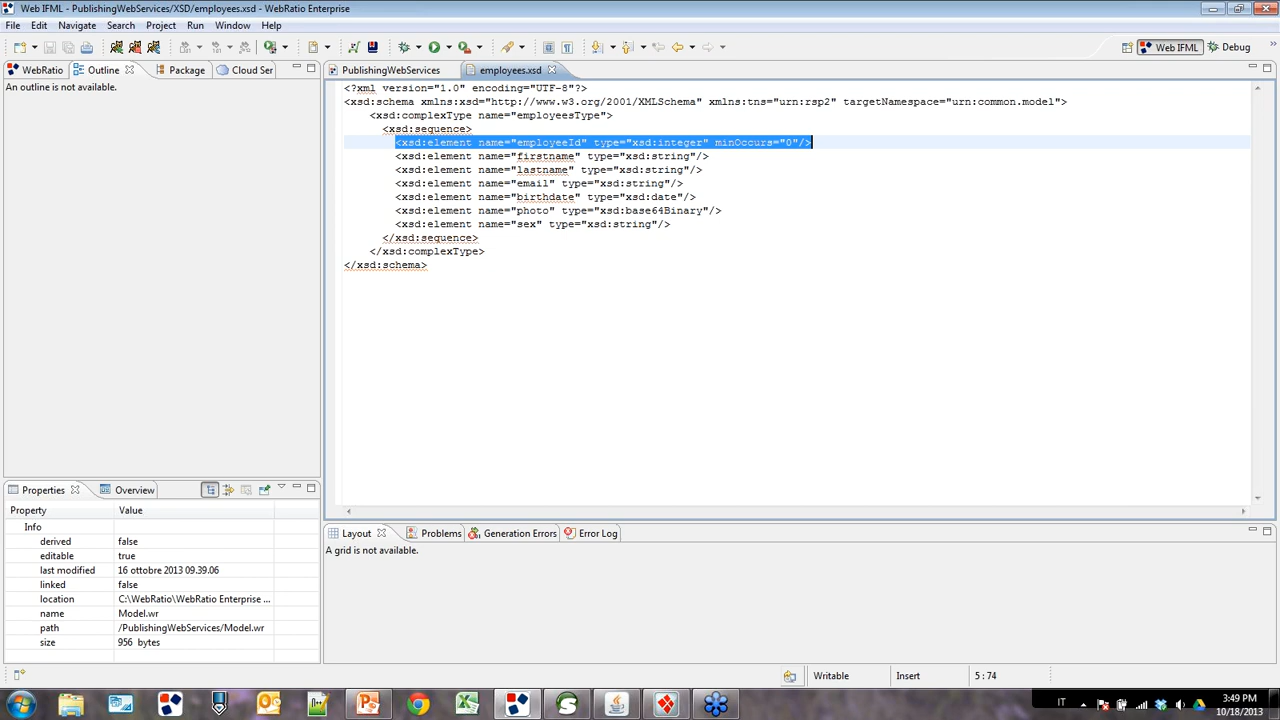 Web IFML - PublishingWebServices/XSD/employees.xsd - WebRatio Enterprise
File Edit Navigate Search Project Run Window Help
Web IFML Debug
WebRatio Outline Package Cloud Ser
An outline is not available.
PublishingWebServices employees.xsd
<?xml version="1.0" encoding="UTF-8"?>
<xsd:schema xmlns:xsd="http://www.w3.org/2001/XMLSchema" xmlns:tns="urn:rsp2" targetNamespace="urn:common.model">
<xsd:complexType name="employeesType">
<xsd:sequence>
<xsd:element name="employeeId" type="xsd:integer" minOccurs="0"/>
<xsd:element name="firstname" type="xsd:string"/>
<xsd:element name="lastname" type="xsd:string"/>
<xsd:element name="email" type="xsd:string"/>
<xsd:element name="birthdate" type="xsd:date"/>
<xsd:element name="photo" type="xsd:base64Binary"/>
<xsd:element name="sex" type="xsd:string"/>
</xsd:sequence>
</xsd:complexType>
</xsd:schema>
Properties Overview
Property Value
Info
derived false
editable true
last modified 16 ottobre 2013 09.39.06
linked false
location C:\WebRatio\WebRatio Enterprise ...
name Model.wr
path /PublishingWebServices/Model.wr
size 956 bytes
Layout Problems Generation Errors Error Log
A grid is not available.
Writable Insert 5 : 74
IT
3:49 PM
10/18/2013